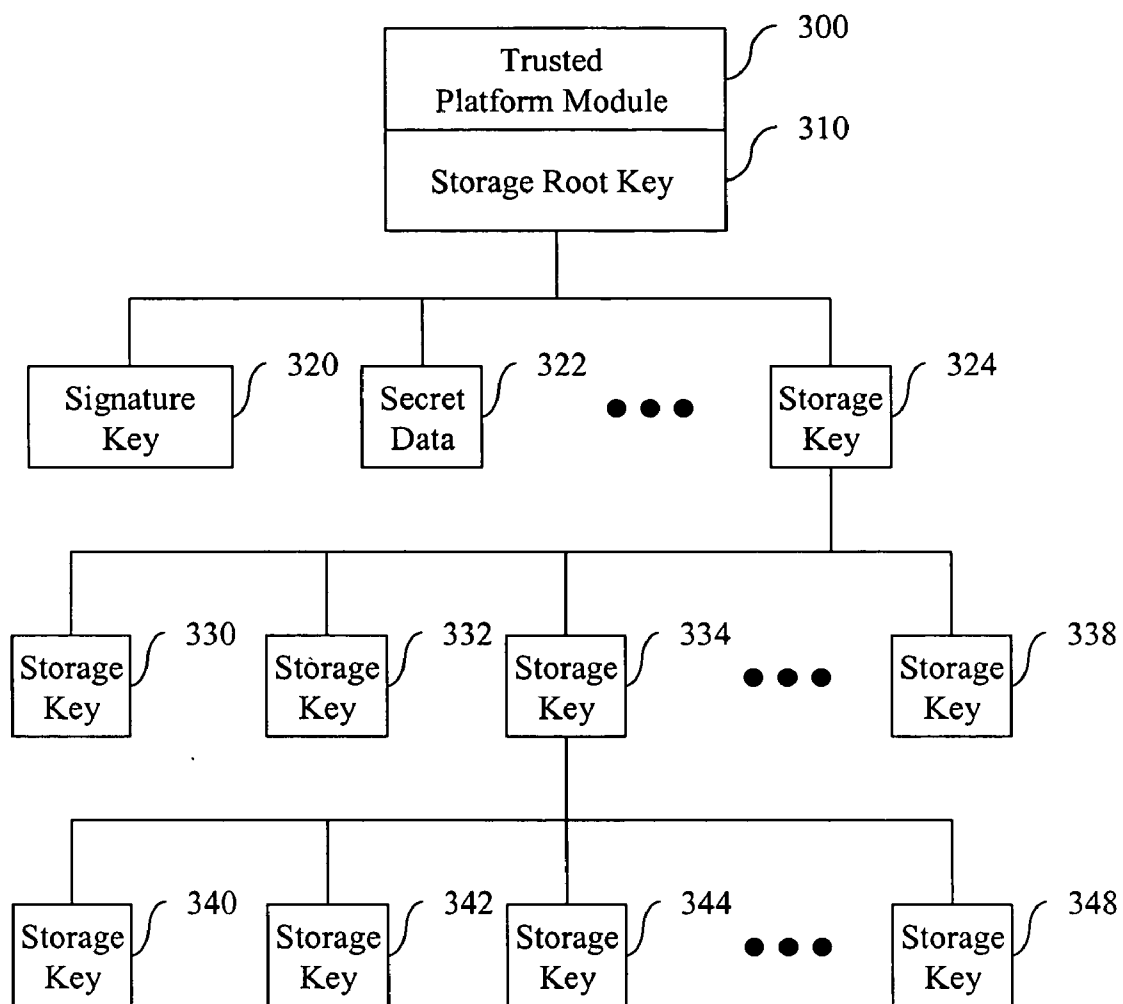 300
Trusted
Platform Module
310
Storage Root Key
320
Signature
Key
322
Secret
Data
324
Storage
Key
330
Storage
Key
332
Storage
Key
334
Storage
Key
338
Storage
Key
340
Storage
Key
342
Storage
Key
344
Storage
Key
348
Storage
Key